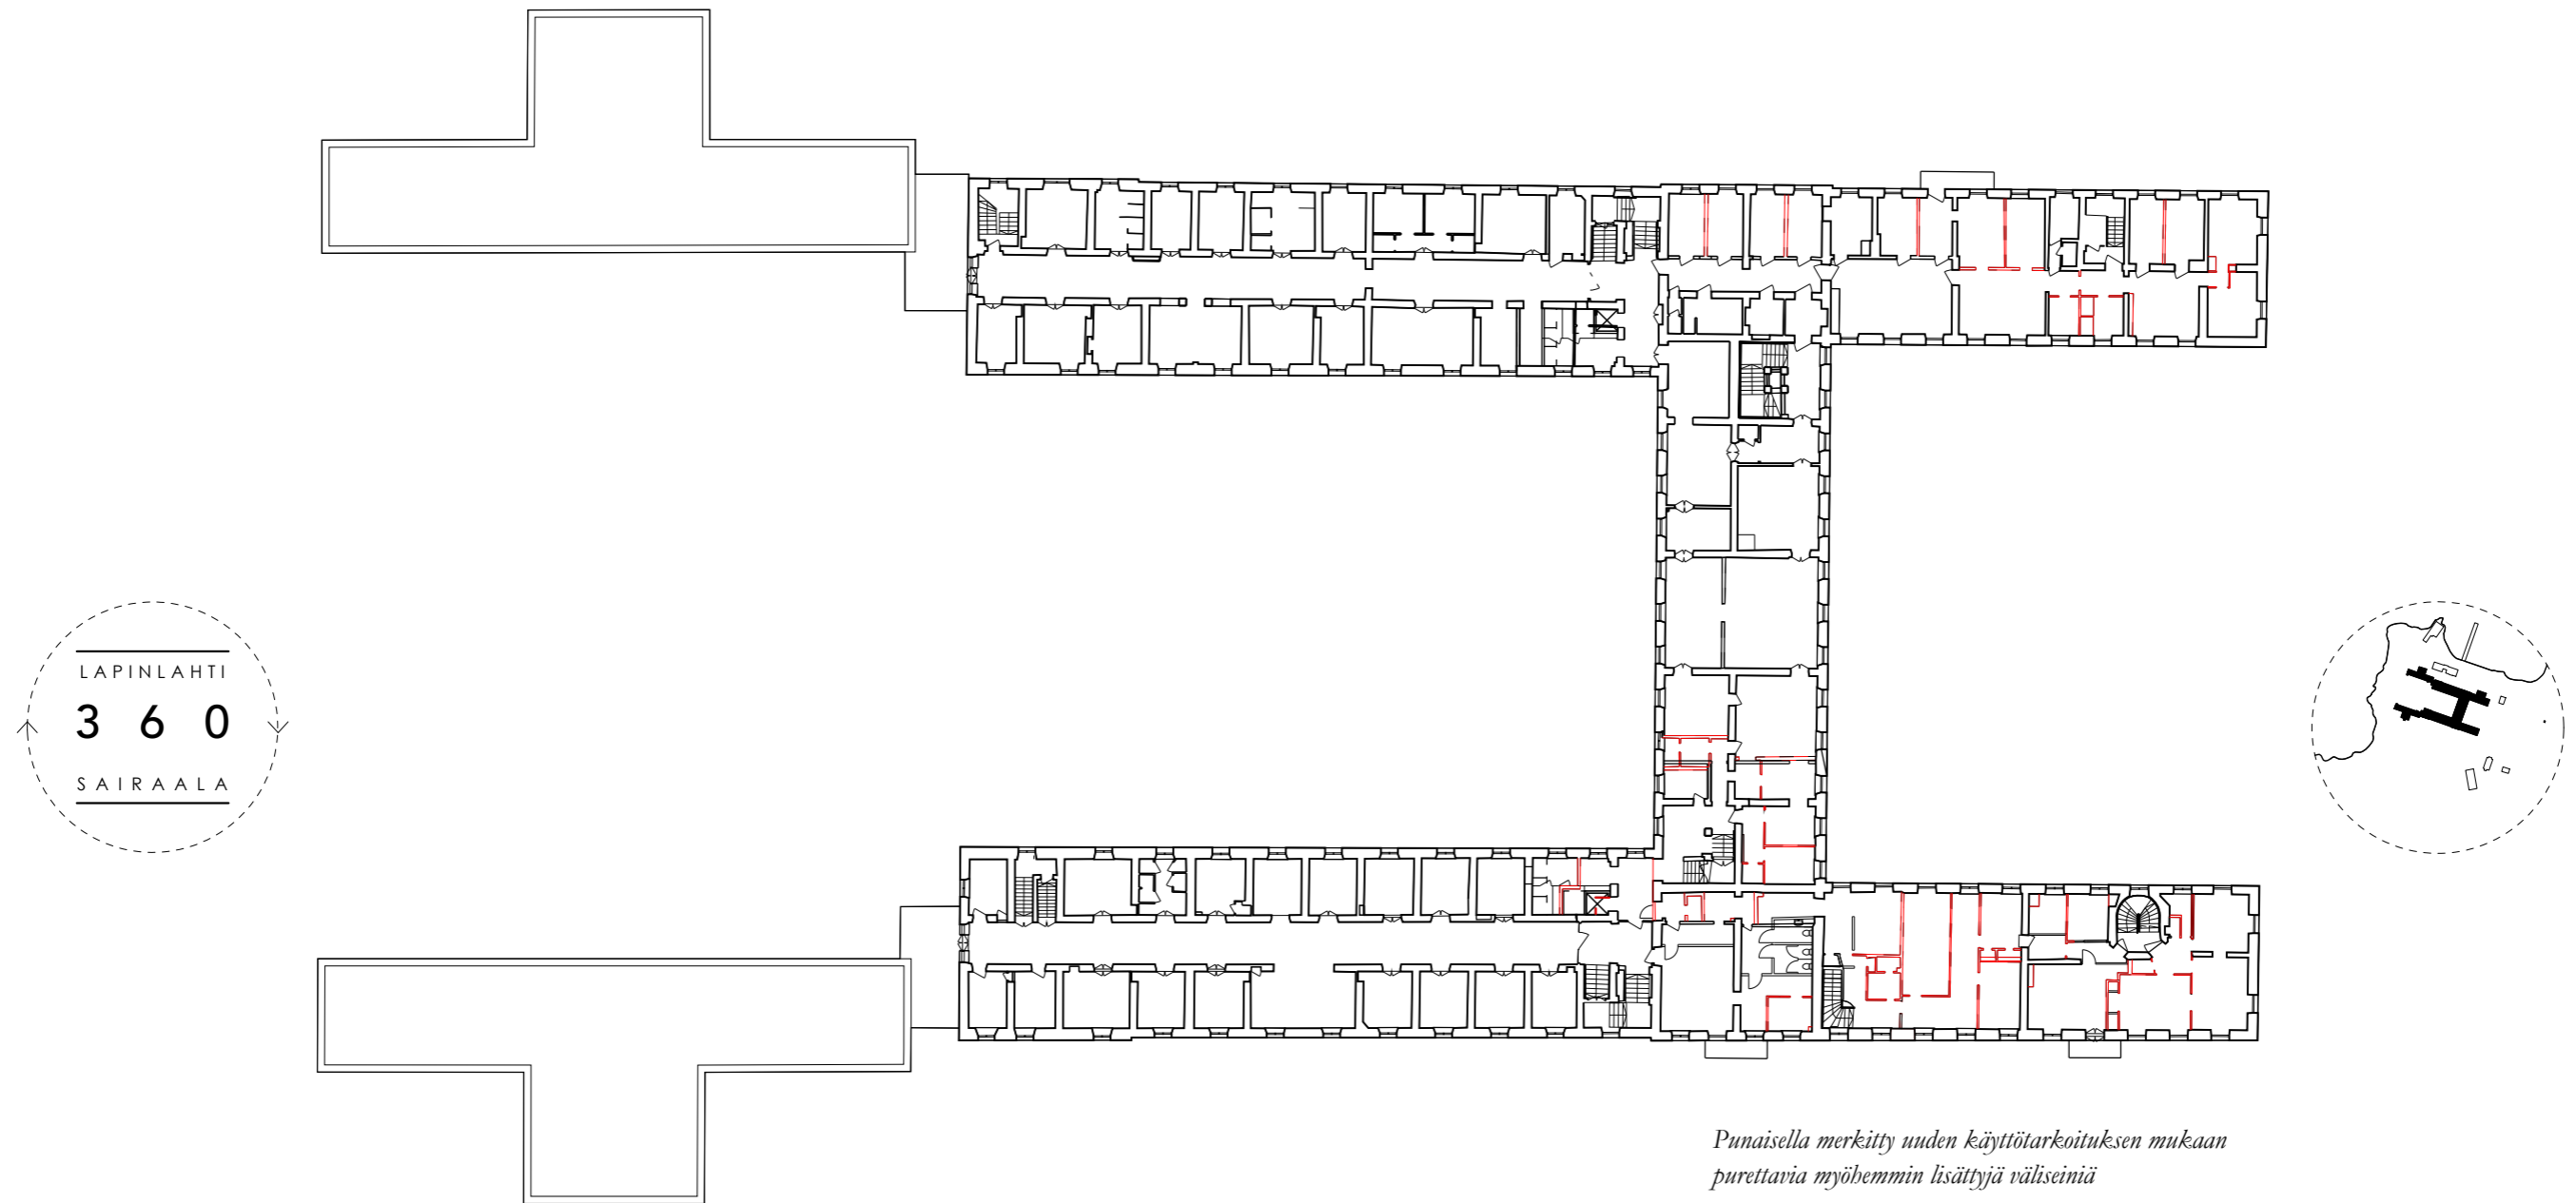 LAPINLAHTI
3 6 0
SAIRAALA
Punaisella merkitty uuden käyttötarkoituksen mukaan
purettavia myöhemmin lisättyjä väliseiniä